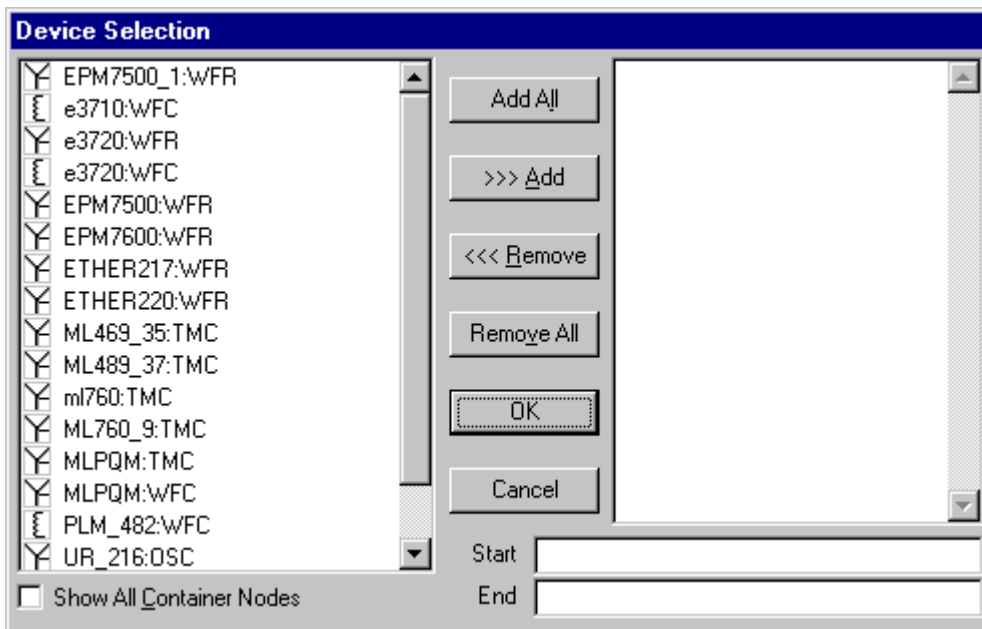 Device Selection
EPM7500_1:WFR
e3710:WFC
e3720:WFR
e3720:WFC
EPM7500:WFR
EPM7600:WFR
ETHER217:WFR
ETHER220:WFR
ML469_35:TMC
ML489_37:TMC
ml760:TMC
ML760_9:TMC
MLPQM:TMC
MLPQM:WFC
PLM_482:WFC
UR_216:OSC
Show All Container Nodes
Add All
>>> Add
<<< Remove
Remove All
OK
Cancel
Start
End